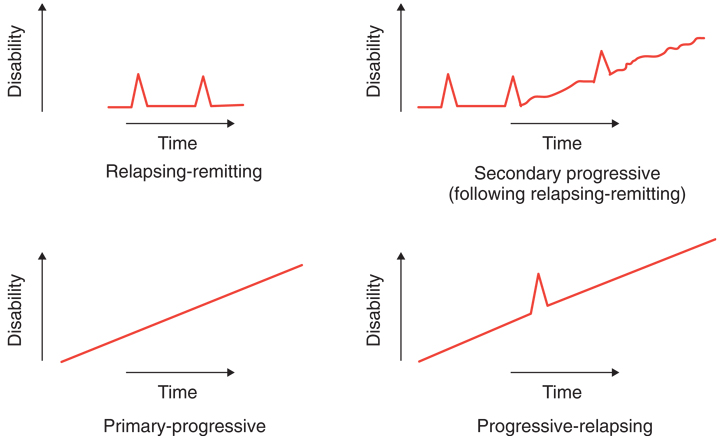 Disability
Time
Relapsing-remitting
Disability
Time
Secondary progressive
(following relapsing-remitting)
Disability
Time
Primary-progressive
Disability
Time
Progressive-relapsing